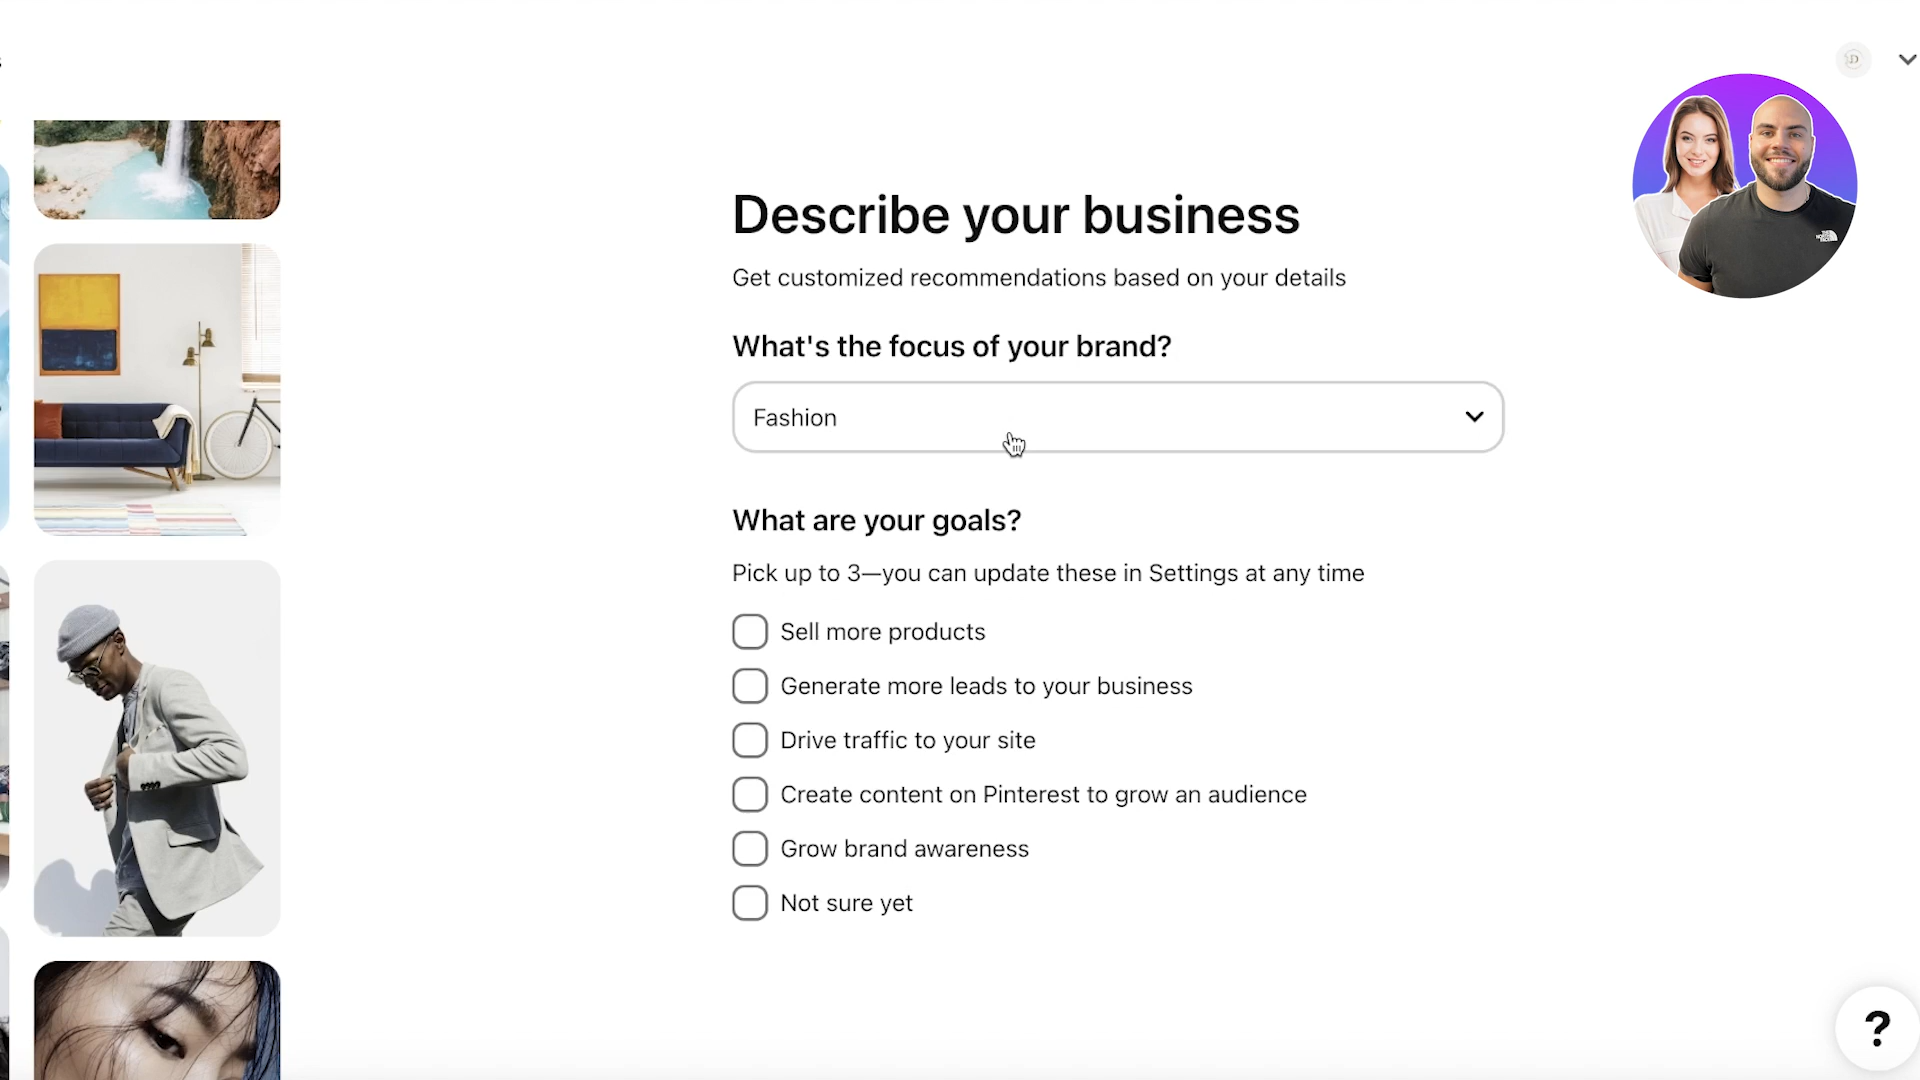 D
Describe your business
Get customized recommendations based on your details
THE
NORTH
FACE
What's the focus of your brand?
Fashion
What are your goals?
Pick up to 3—you can update these in Settings at any time
Sell more products
Generate more leads to your business
Drive traffic to your site
Create content on Pinterest to grow an audience
Grow brand awareness
Not sure yet
?